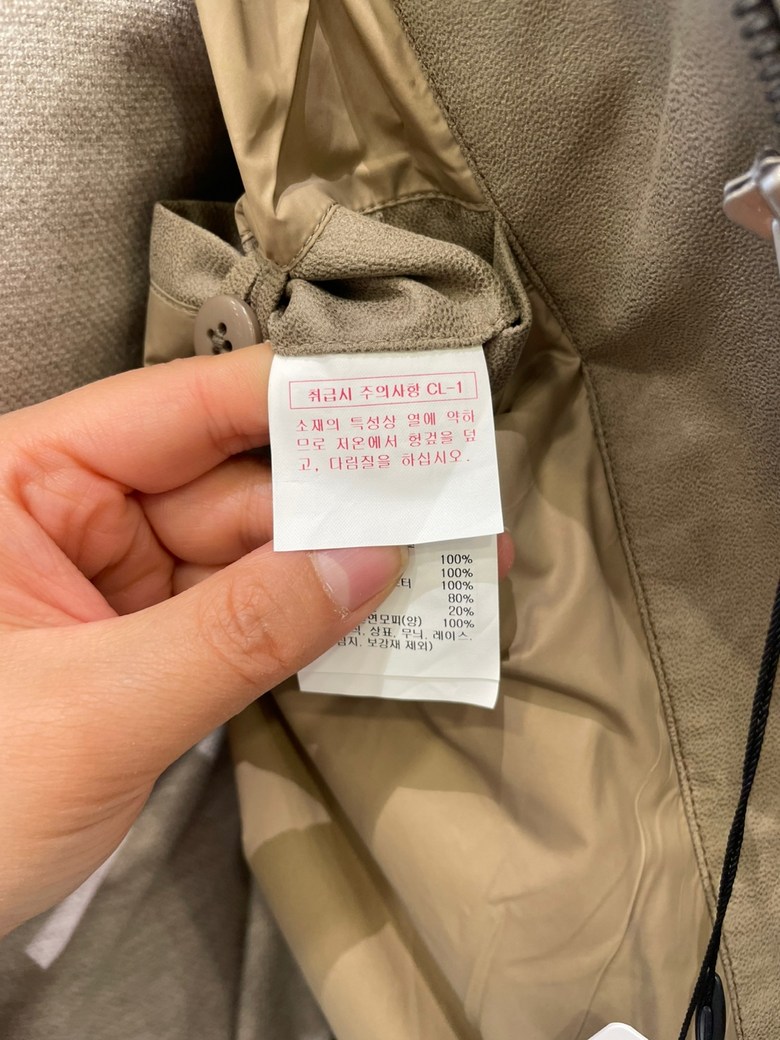 취급시 주의사항 CL-1
소재의 특성상 열에 약하
므로 저온에서 헝겊을 덮
고, 다림질을 하십시오.
100%
100%
터 100%
80%
20%
연모피(양) 100%
상표, 무늬, 레이스,
심지, 보강재 제외)